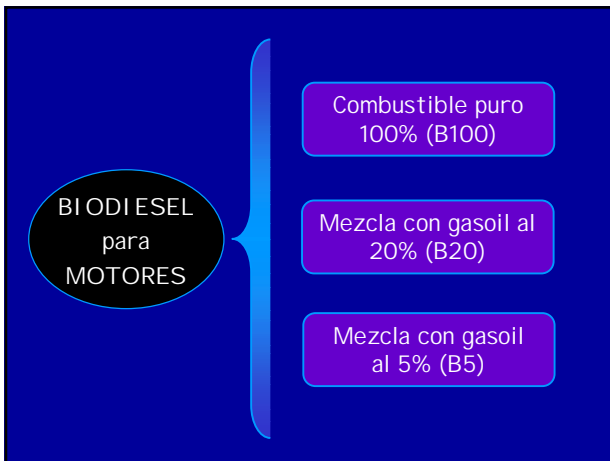 BIODIESEL
para
MOTORES
Combustible puro
100% (B100)
Mezcla con gasoil al
20% (B20)
Mezcla con gasoil
al 5% (B5)